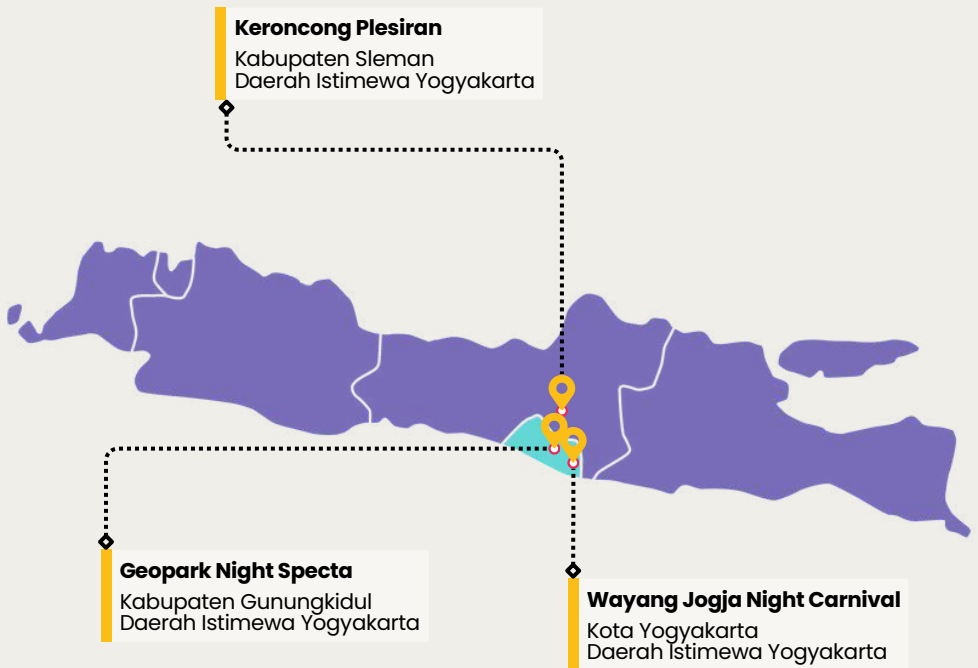 Keroncong Plesiran
Kabupaten Sleman
Daerah Istimewa Yogyakarta
Geopark Night Specta
Kabupaten Gunungkidul
Daerah Istimewa Yogyakarta
Wayang Jogja Night Carnival
Kota Yogyakarta
Daerah Istimewa Yogyakarta